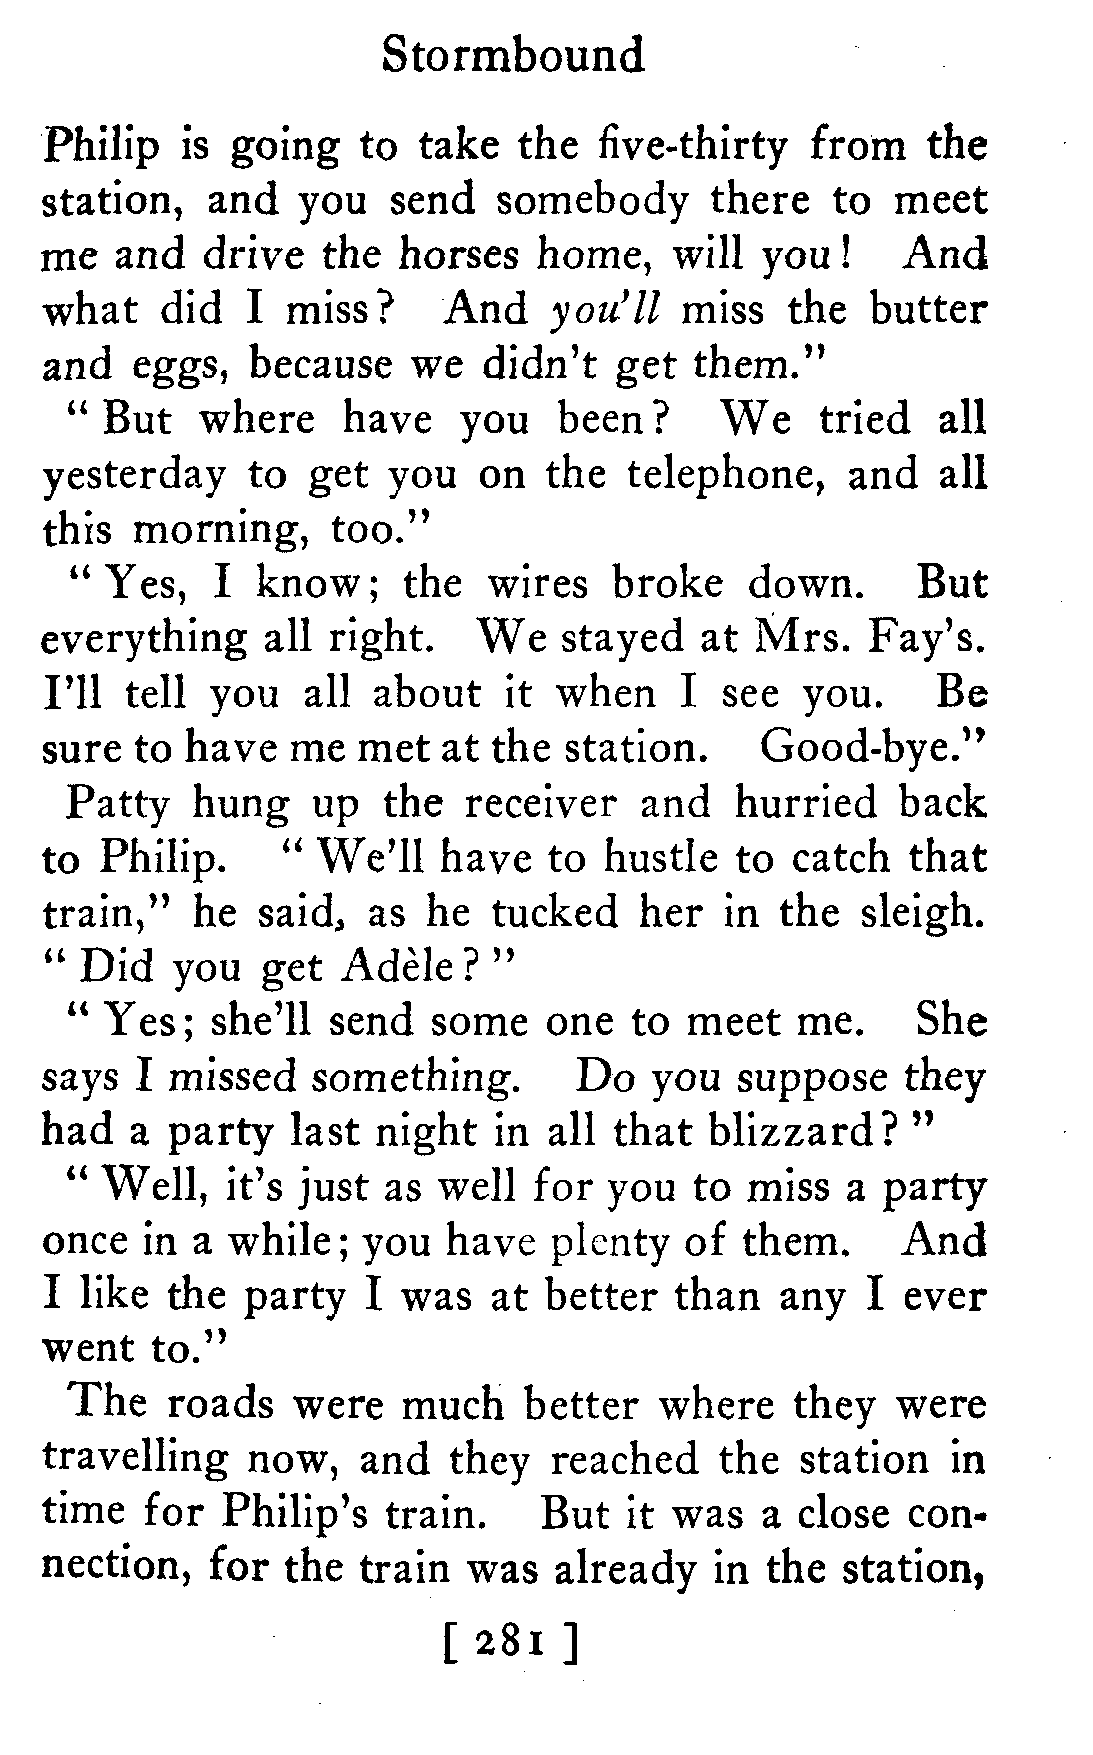 Stormbound
Philip is going to take the five-thirty from the
station, and you send somebody there to meet
me and drive the horses home, will you! And
what did I miss? And you'll miss the butter
and eggs, because we didn't get them."
"But where have you been? We tried all
yesterday to get you on the telephone, and all
this morning, too."
"Yes, I know; the wires broke down. But
everything all right. We stayed at Mrs. Fay's.
I'll tell you all about it when I see you. Be
sure to have me met at the station. Good-bye."
Patty hung up the receiver and hurried back
to Philip. "We'll have to hustle to catch that
train," he said, as he tucked her in the sleigh.
"Did you get Adèle?"
"Yes; she'll send some one to meet me. She
says I missed something. Do you suppose they
had a party last night in all that blizzard?"
"Well, it's just as well for you to miss a party
once in a while; you have plenty of them. And
I like the party I was at better than any I ever
went to."
The roads were much better where they were
travelling now, and they reached the station in
time for Philip's train. But it was a close con-
nection, for the train was already in the station,
[ 281 ]